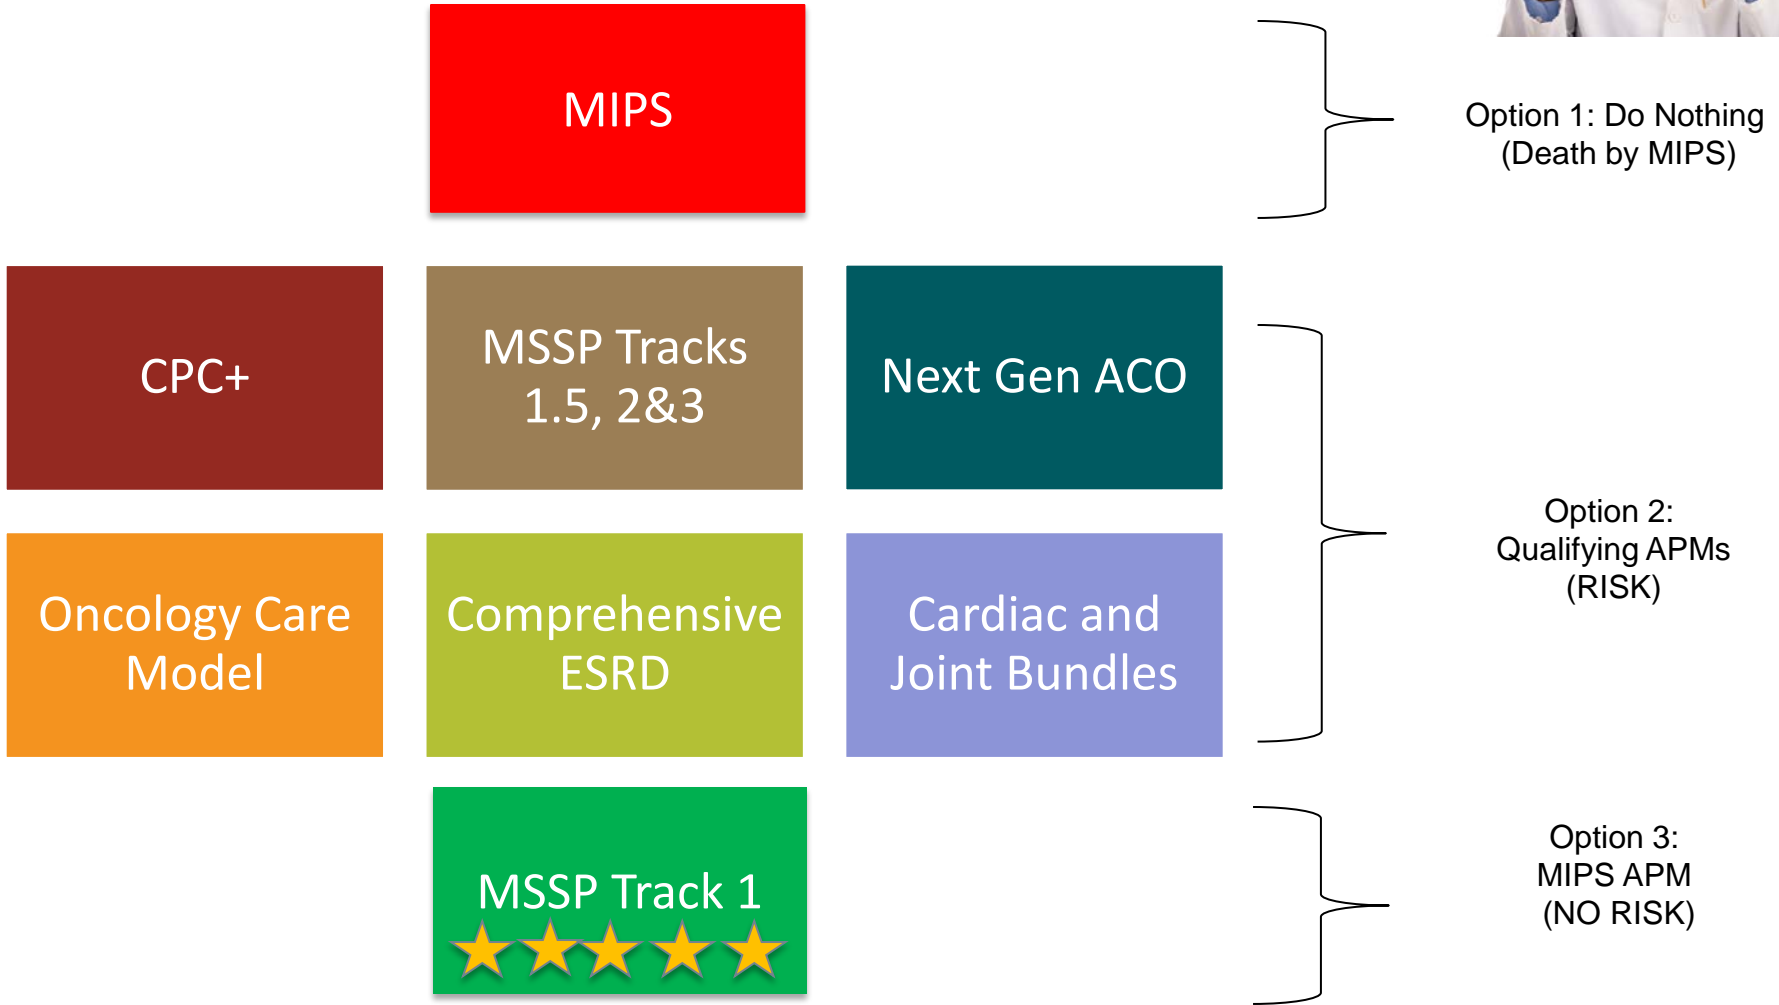 MIPS
Option 1: Do Nothing
(Death by MIPS)
CPC+
MSSP Tracks
1.5, 2&3
Next Gen ACO
Oncology Care
Model
Comprehensive
ESRD
Cardiac and
Joint Bundles
Option 2:
Qualifying APMs
(RISK)
MSSP Track 1
Option 3:
MIPS APM
(NO RISK)